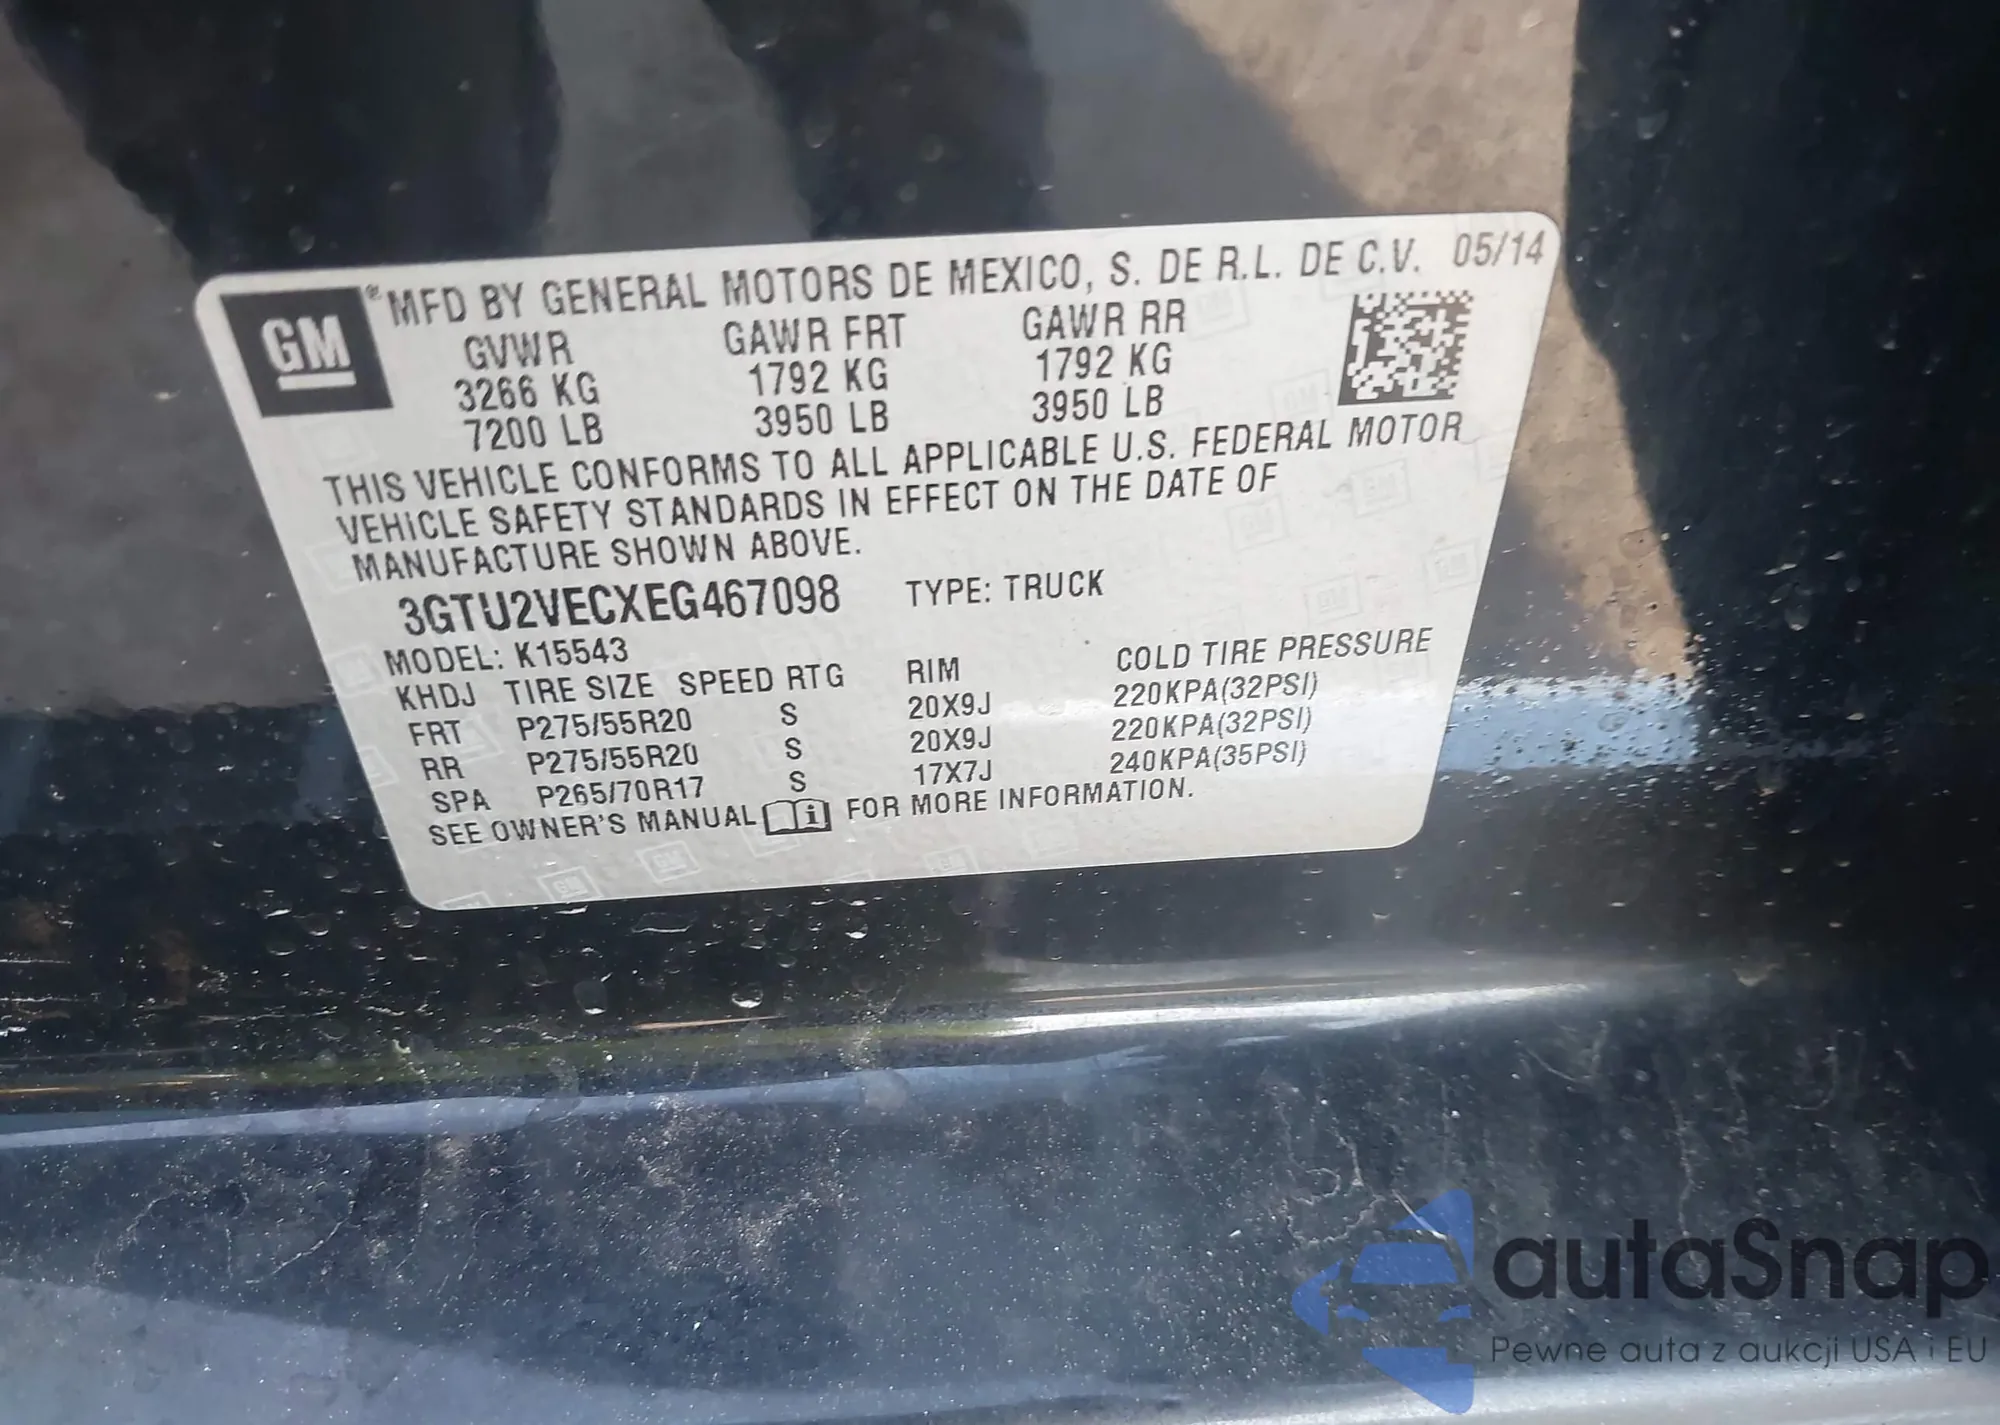 GM
® MFD BY GENERAL MOTORS DE MEXICO, S. DE R.L. DE C.V. 05/14
GVWR GAWR FRT GAWR RR
3266 KG 1792 KG 1792 KG
7200 LB 3950 LB 3950 LB
THIS VEHICLE CONFORMS TO ALL APPLICABLE U.S. FEDERAL MOTOR
VEHICLE SAFETY STANDARDS IN EFFECT ON THE DATE OF
MANUFACTURE SHOWN ABOVE.
3GTU2VECXEG467098 TYPE: TRUCK
MODEL: K15543
KHDJ TIRE SIZE SPEED RTG RIM COLD TIRE PRESSURE
FRT P275/55R20 S 20X9J 220KPA(32PSI)
RR P275/55R20 S 20X9J 220KPA(32PSI)
SPA P265/70R17 S 17X7J 240KPA(35PSI)
SEE OWNER'S MANUAL i FOR MORE INFORMATION.
autaSnap
Pewne auta z aukcji USA i EU